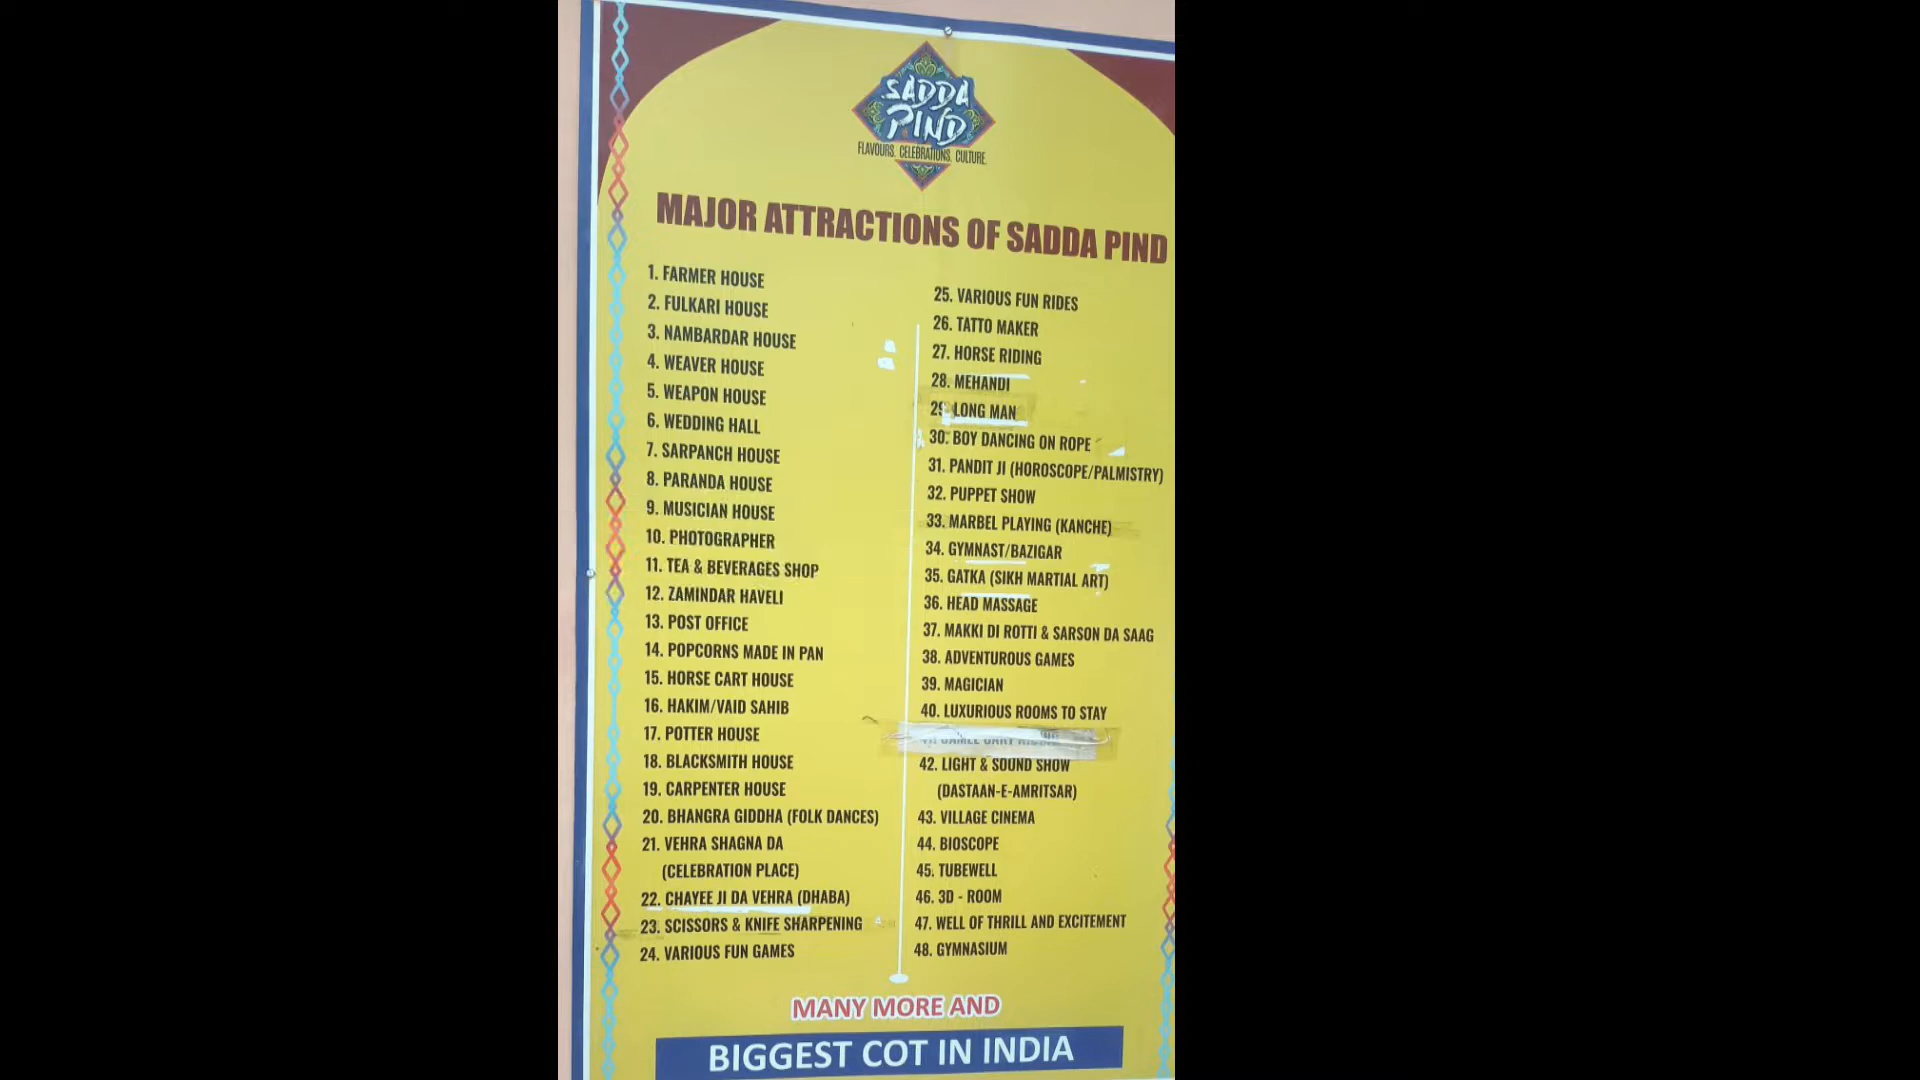 SADDA
PIND
FLAVOURS. CELEBRATIONS. CULTURE.
MAJOR ATTRACTIONS OF SADDA PIND
1. FARMER HOUSE
2. FULKARI HOUSE
3. NAMBARDAR HOUSE
4. WEAVER HOUSE
5. WEAPON HOUSE
6. WEDDING HALL
7. SARPANCH HOUSE
8. PARANDA HOUSE
9. MUSICIAN HOUSE
10. PHOTOGRAPHER
11. TEA & BEVERAGES SHOP
12. ZAMINDAR HAVELI
13. POST OFFICE
14. POPCORNS MADE IN PAN
15. HORSE CART HOUSE
16. HAKIM/VAID SAHIB
17. POTTER HOUSE
18. BLACKSMITH HOUSE
19. CARPENTER HOUSE
20. BHANGRA GIDDHA (FOLK DANCES)
21. VEHRA SHAGNA DA
(CELEBRATION PLACE)
22. CHAYEE JI DA VEHRA (DHABA)
23. SCISSORS & KNIFE SHARPENING
24. VARIOUS FUN GAMES
25. VARIOUS FUN RIDES
26. TATTO MAKER
27. HORSE RIDING
28. MEHANDI
29. LONG MAN
30. BOY DANCING ON ROPE
31. PANDIT JI (HOROSCOPE/PALMISTRY)
32. PUPPET SHOW
33. MARBEL PLAYING (KANCHE)
34. GYMNAST/BAZIGAR
35. GATKA (SIKH MARTIAL ART)
36. HEAD MASSAGE
37. MAKKI DI ROTTI & SARSON DA SAAG
38. ADVENTUROUS GAMES
39. MAGICIAN
40. LUXURIOUS ROOMS TO STAY
42. LIGHT & SOUND SHOW
(DASTAAN-E-AMRITSAR)
43. VILLAGE CINEMA
44. BIOSCOPE
45. TUBEWELL
46. 3D - ROOM
47. WELL OF THRILL AND EXCITEMENT
48. GYMNASIUM
MANY MORE AND
BIGGEST COT IN INDIA